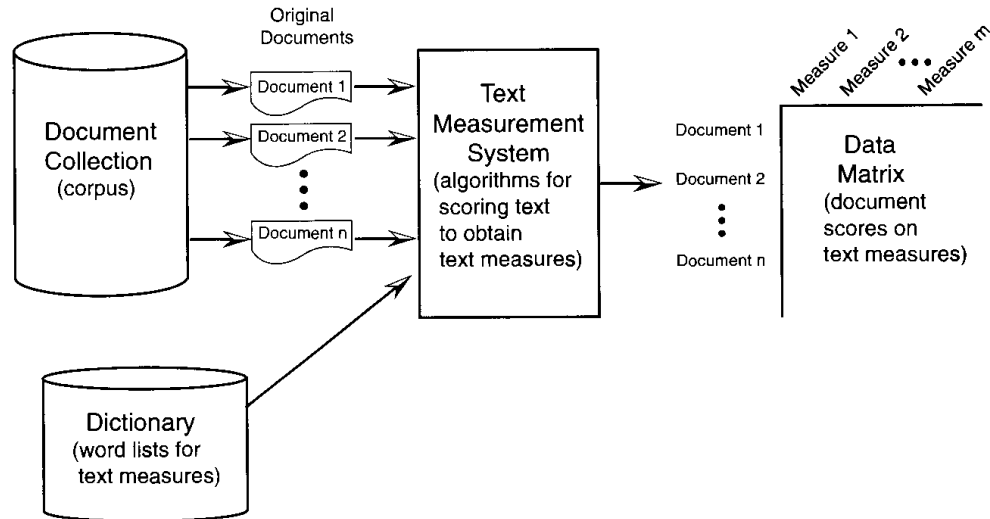 Original
Documents
Document
Collection
(corpus)
Document 1
Document 2
Document n
Text
Measurement
System
(algorithms for
scoring text
to obtain
text measures)
Measure 1
Measure 2
Measure m
Document 1
Document 2
Document n
Data
Matrix
(document
scores on
text measures)
Dictionary
(word lists for
text measures)